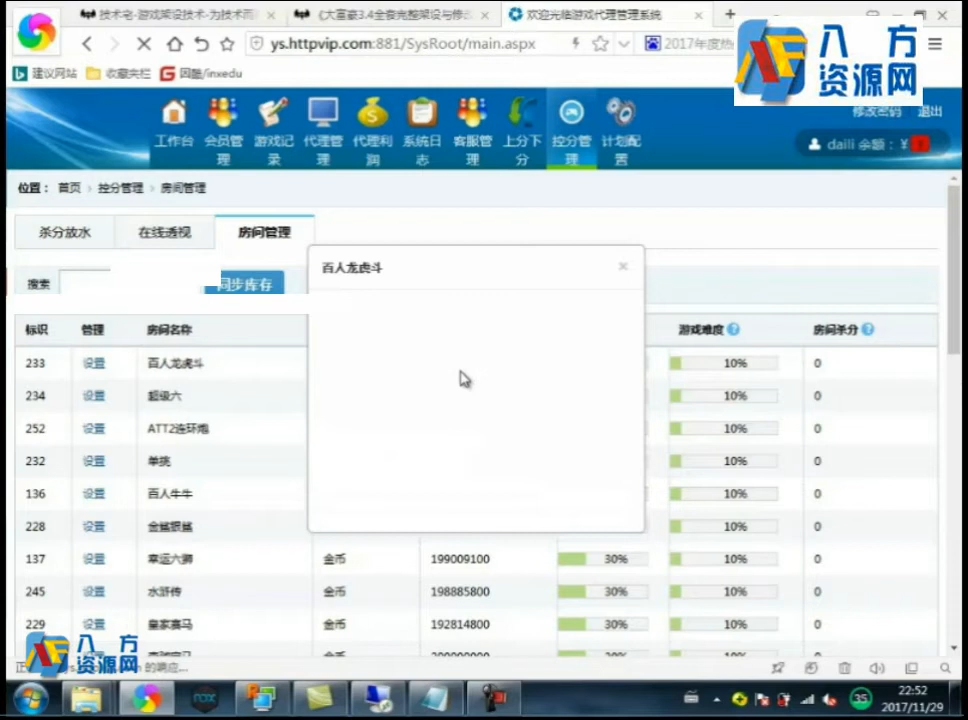 技术宅-游戏架设技术-为技术而 × 《大富豪3.4全套完整架设与修改 × 欢迎光临游戏代理管理系统 × +
ys.httpvip.com:881/SysRoot/main.aspx 2017年度热
建议网站 收藏夹栏 因酷/inxedu
八方
资源网
工作台 会员管理 游戏记录 代理管理 代理利润 系统日志 客服管理 上分下分 控分管理 计划配置
修改密码 退出
daili 余额：¥
位置： 首页 › 控分管理 › 房间管理
杀分放水 在线透视 房间管理
百人龙虎斗 ×
搜索 同步库存
标识 管理 房间名称 游戏难度 ? 房间杀分 ?
233 设置 百人龙虎斗 10% 0
234 设置 超级六 10% 0
252 设置 ATT2连环炮 10% 0
232 设置 单挑 10% 0
136 设置 百人牛牛 10% 0
228 设置 金鲨银鲨 10% 0
137 设置 幸运六狮 金币 199009100 30% 10% 0
245 设置 水浒传 金币 198885800 30% 10% 0
229 设置 皇家赛马 金币 192814800 30% 10% 0
八方
资源网
的响应...
35
22:52
2017/11/29